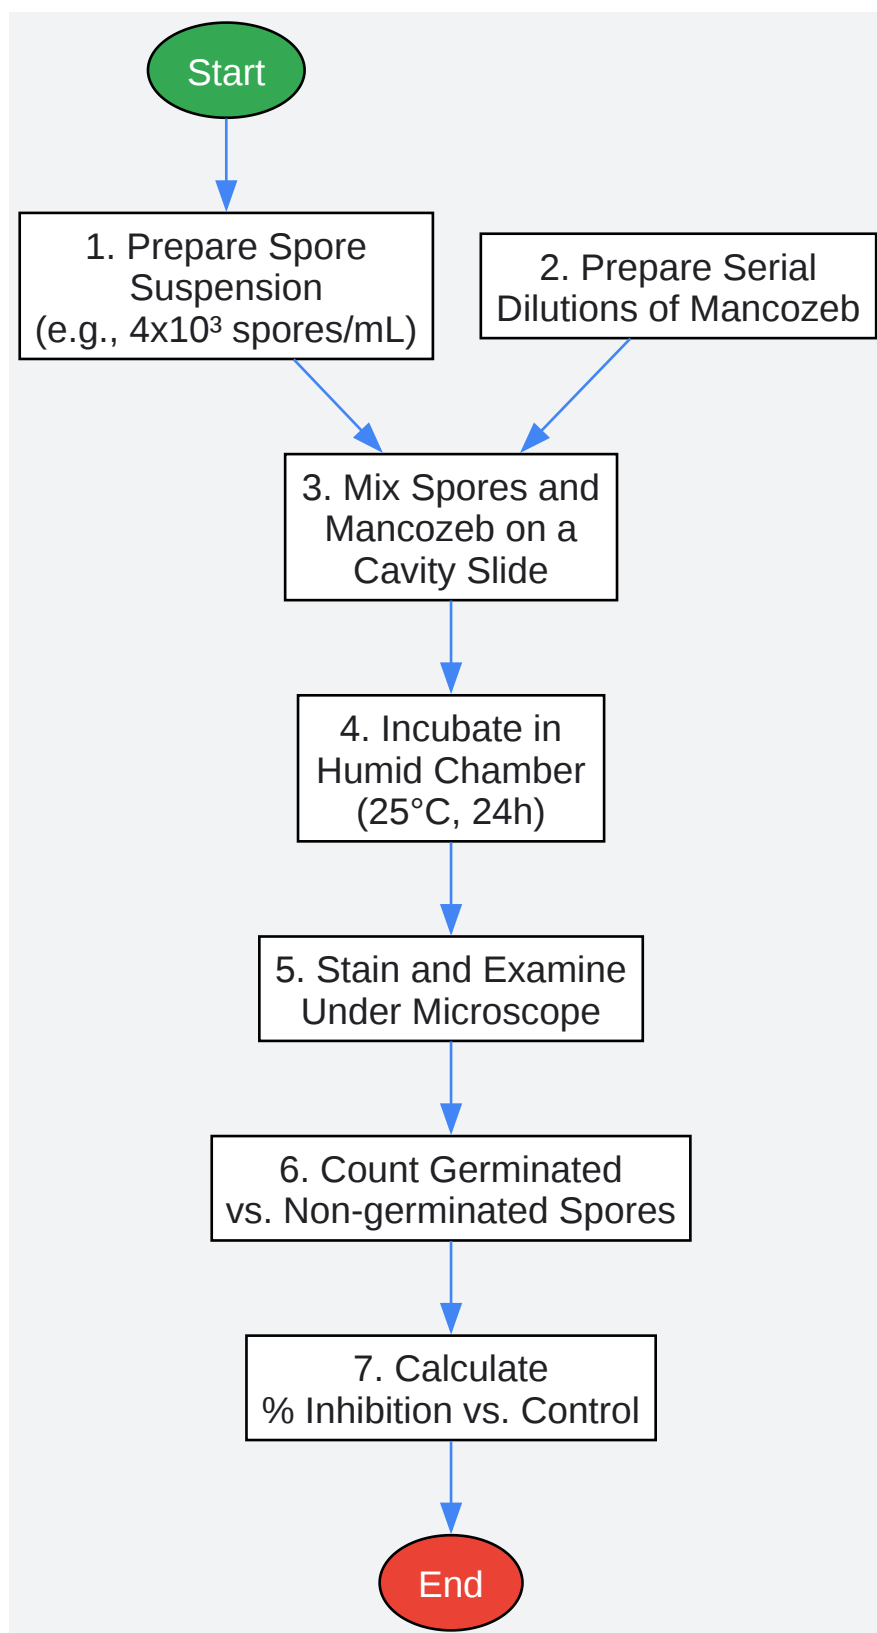 Start
1. Prepare Spore
Suspension
(e.g., 4x10³ spores/mL)
2. Prepare Serial
Dilutions of Mancozeb
3. Mix Spores and
Mancozeb on a
Cavity Slide
4. Incubate in
Humid Chamber
(25°C, 24h)
5. Stain and Examine
Under Microscope
6. Count Germinated
vs. Non-germinated Spores
7. Calculate
% Inhibition vs. Control
End